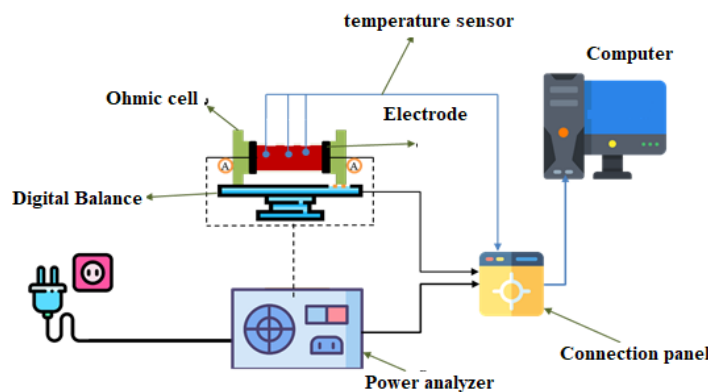 temperature sensor
Computer
Ohmic cell
Electrode
A
A
Digital Balance
Connection panel
Power analyzer